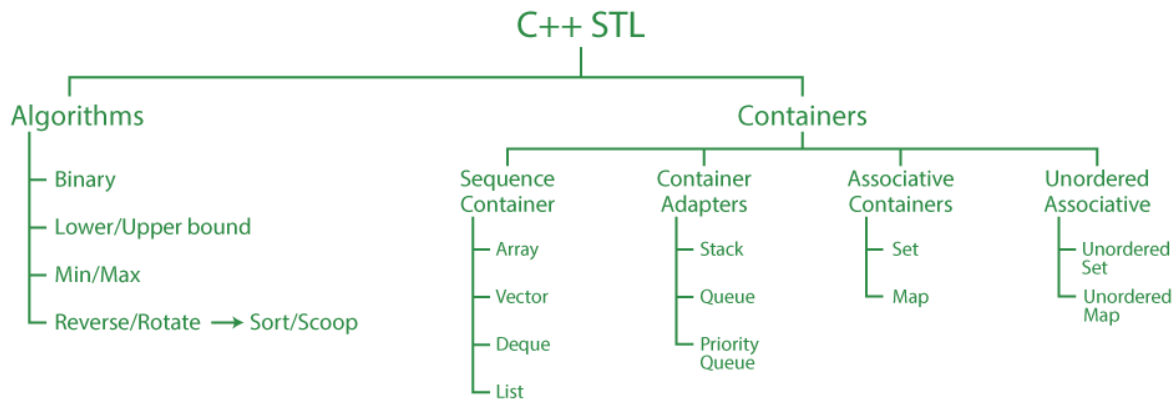 C++ STL
Algorithms
Binary
Lower/Upper bound
Min/Max
Reverse/Rotate → Sort/Scoop
Containers
Sequence
Container
Array
Vector
Deque
List
Container
Adapters
Stack
Queue
Priority
Queue
Associative
Containers
Set
Map
Unordered
Associative
Unordered
Set
Unordered
Map